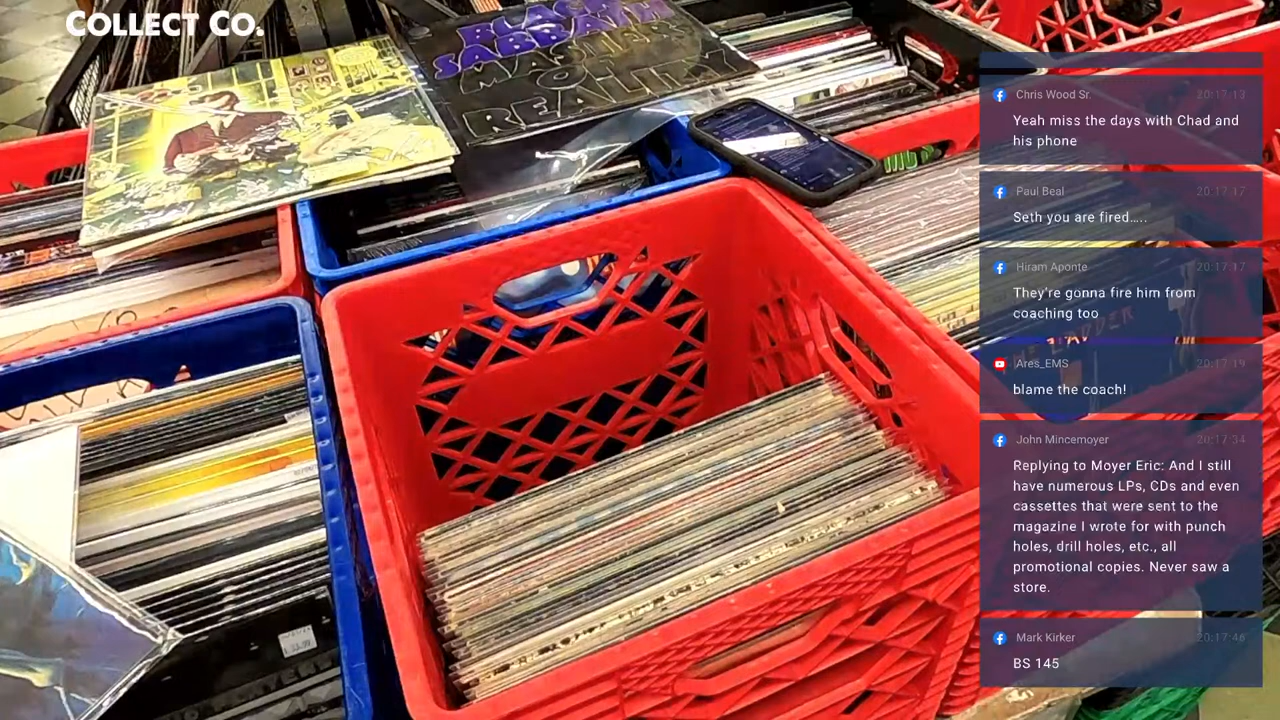 COLLECT CO.
BLACK
SABBATH
MASTER
OF
REALITY
Chris Wood Sr. 20:17:13
Yeah miss the days with Chad and
his phone
Paul Beal 20:17:17
Seth you are fired.....
Hiram Aponte 20:17:17
They're gonna fire him from
coaching too
Ares_EMS 20:17:19
blame the coach!
John Mincemoyer 20:17:34
Replying to Moyer Eric: And I still
have numerous LPs, CDs and even
cassettes that were sent to the
magazine I wrote for with punch
holes, drill holes, etc., all
promotional copies. Never saw a
store.
Mark Kirker 20:17:46
BS 145